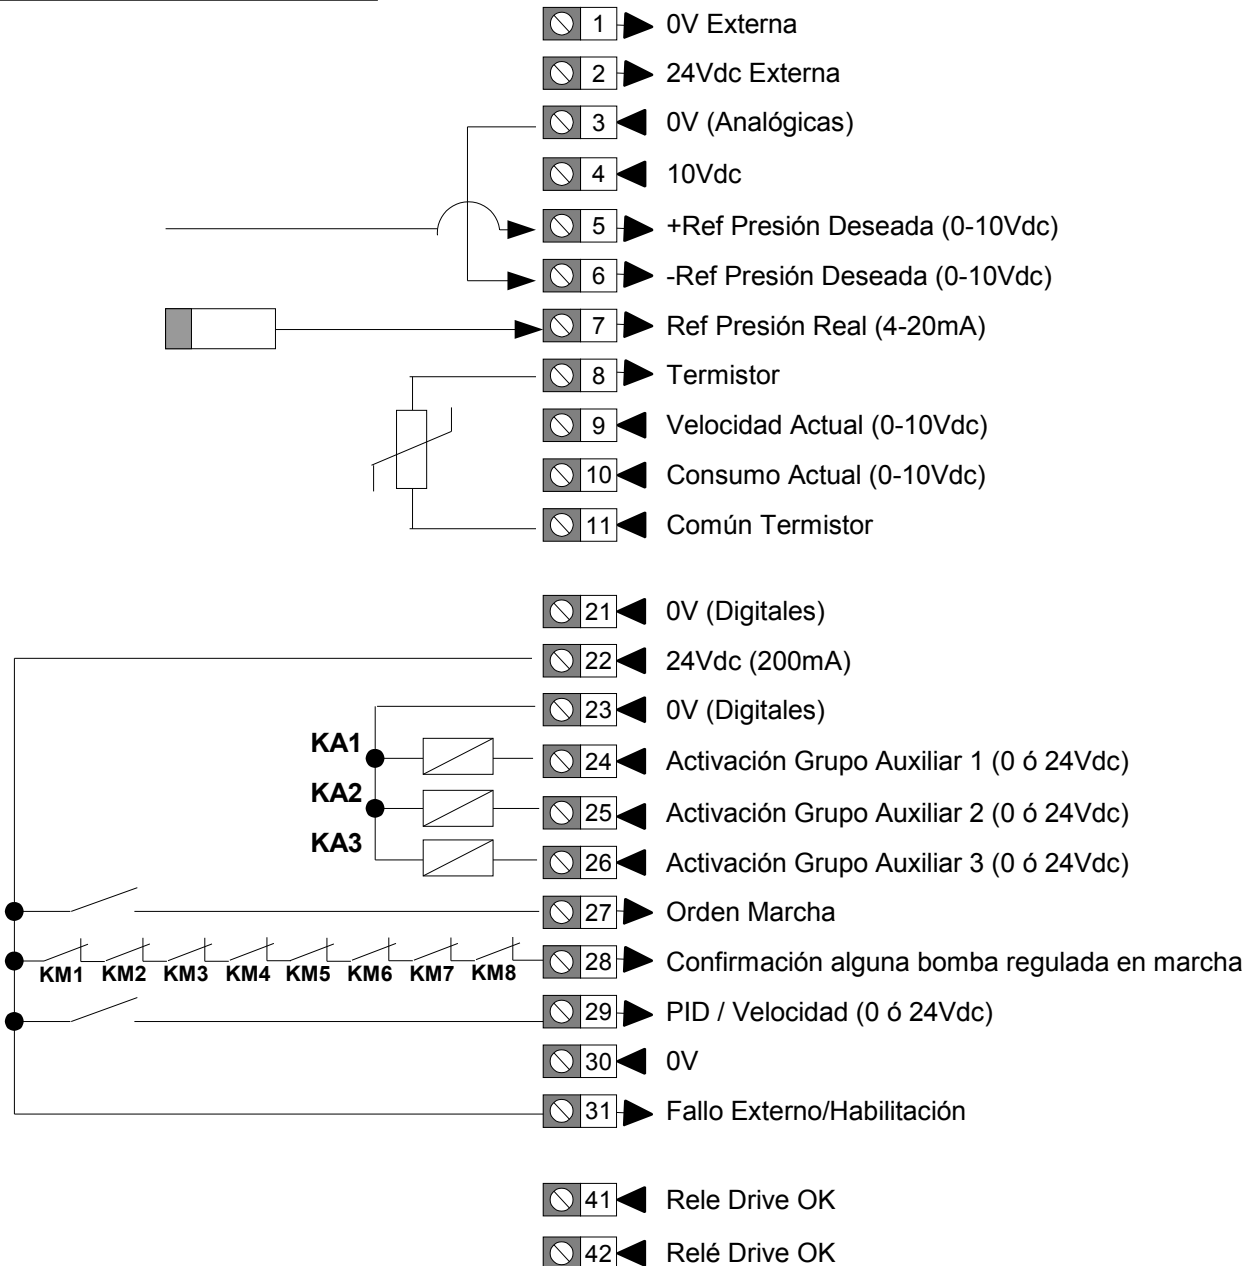 1 0V Externa
2 24Vdc Externa
3 0V (Analógicas)
4 10Vdc
5 +Ref Presión Deseada (0-10Vdc)
6 -Ref Presión Deseada (0-10Vdc)
7 Ref Presión Real (4-20mA)
8 Termistor
9 Velocidad Actual (0-10Vdc)
10 Consumo Actual (0-10Vdc)
11 Común Termistor
21 0V (Digitales)
22 24Vdc (200mA)
23 0V (Digitales)
KA1
24 Activación Grupo Auxiliar 1 (0 ó 24Vdc)
KA2
25 Activación Grupo Auxiliar 2 (0 ó 24Vdc)
KA3
26 Activación Grupo Auxiliar 3 (0 ó 24Vdc)
27 Orden Marcha
KM1 KM2 KM3 KM4 KM5 KM6 KM7 KM8
28 Confirmación alguna bomba regulada en marcha
29 PID / Velocidad (0 ó 24Vdc)
30 0V
31 Fallo Externo/Habilitación
41 Rele Drive OK
42 Relé Drive OK